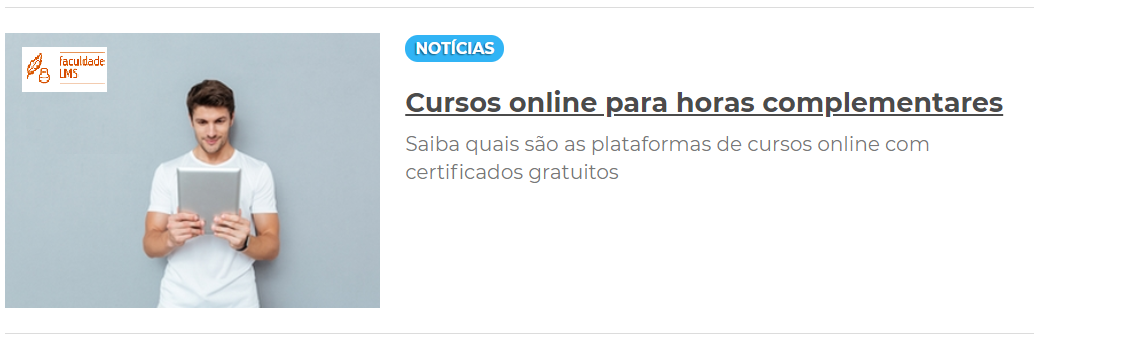 faculdade
LMS
NOTÍCIAS
Cursos online para horas complementares
Saiba quais são as plataformas de cursos online com
certificados gratuitos